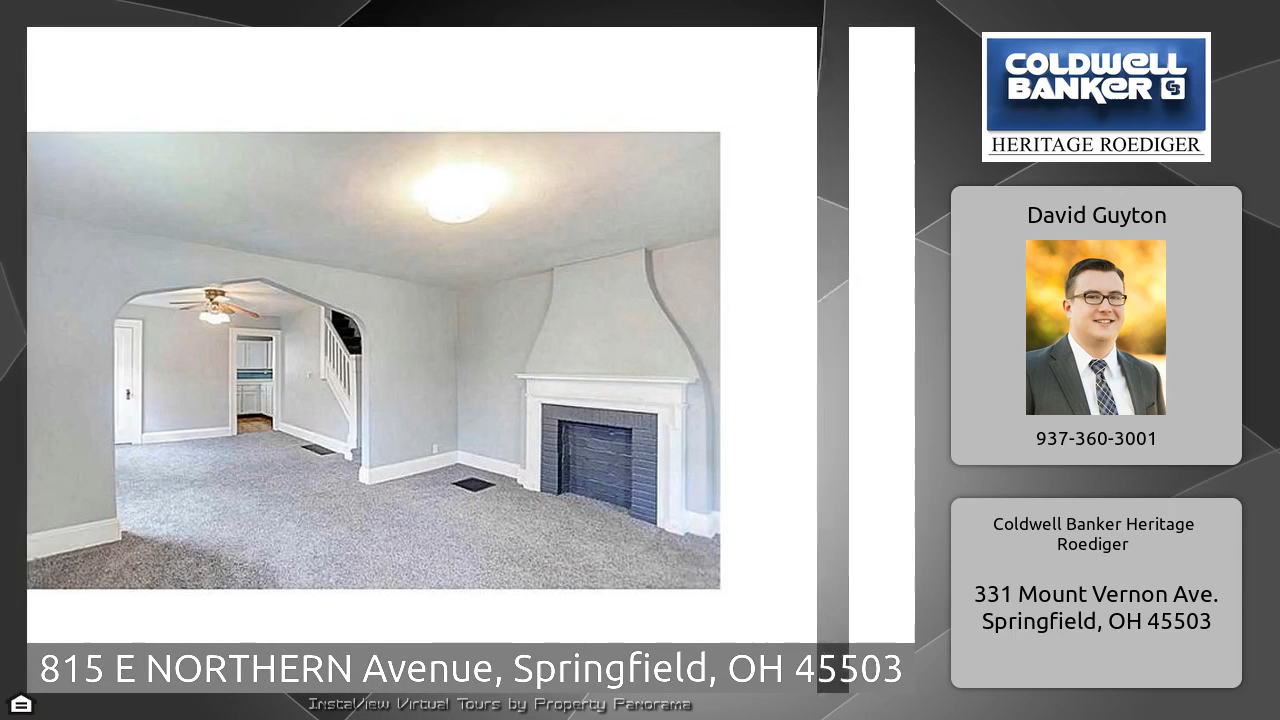 COLDWELL
BANKER CB
HERITAGE ROEDIGER
David Guyton
937-360-3001
Coldwell Banker Heritage
Roediger
331 Mount Vernon Ave.
Springfield, OH 45503
815 E NORTHERN Avenue, Springfield, OH 45503
InstaView Virtual Tours by Property Panorama